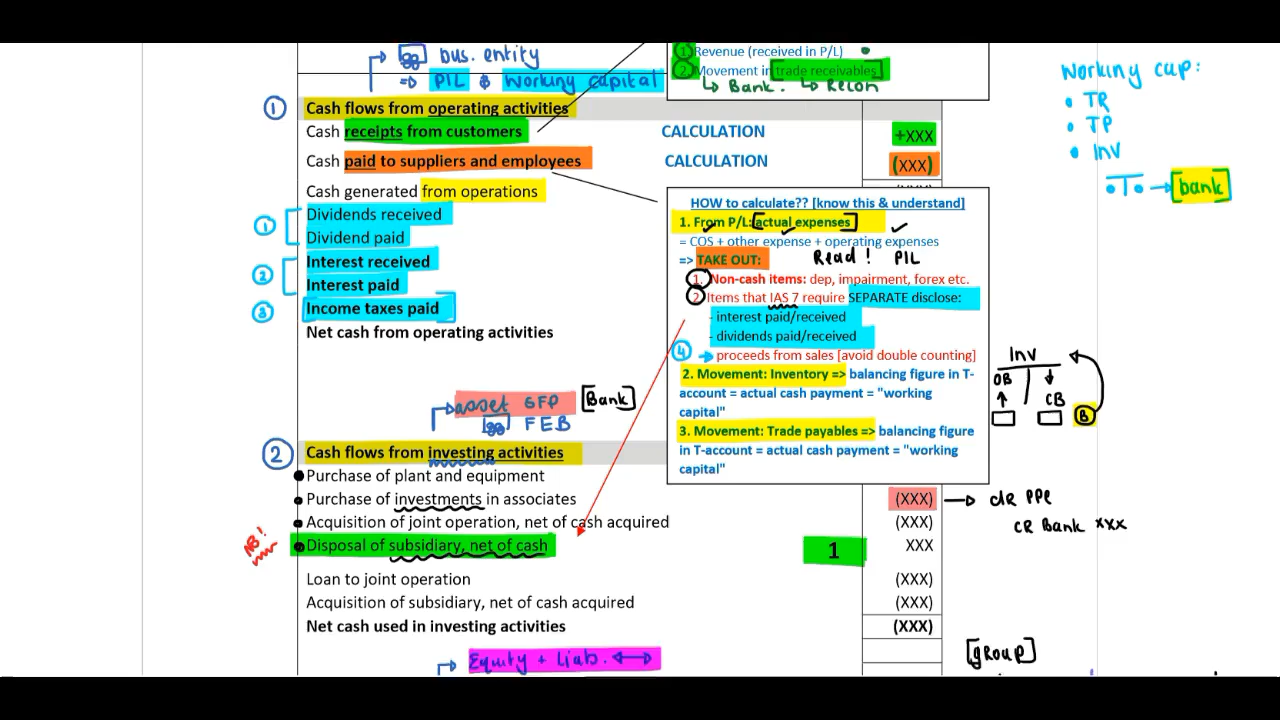 bus. entity
⇒ P/L & Working capital
① Cash flows from operating activities
Cash receipts from customers CALCULATION +XXX
Cash paid to suppliers and employees CALCULATION (XXX)
Cash generated from operations
① Dividends received
Dividend paid
② Interest received
Interest paid
③ Income taxes paid
Net cash from operating activities
asset SFP [Bank]
FEB
② Cash flows from investing activities
Purchase of plant and equipment
Purchase of investments in associates (XXX) → dR PPE
Acquisition of joint operation, net of cash acquired (XXX) CR Bank xxx
NB! Disposal of subsidiary, net of cash 1 XXX
Loan to joint operation (XXX)
Acquisition of subsidiary, net of cash acquired (XXX)
Net cash used in investing activities (XXX)
Equity + Liab.
[group]
① Revenue (received in P/L)
② Movement in [trade receivables]
↳ Bank. ↳ Recon
HOW to calculate?? [know this & understand]
1. From P/L: [actual expenses]
= COS + other expense + operating expenses
=> TAKE OUT: Read! P/L
1. Non-cash items: dep, impairment, forex etc.
2. Items that IAS 7 require SEPARATE disclose:
- interest paid/received
- dividends paid/received
④ → proceeds from sales [avoid double counting]
2. Movement: Inventory => balancing figure in T-
account = actual cash payment = "working
capital"
3. Movement: Trade payables => balancing figure
in T-account = actual cash payment = "working
capital"
Working cap:
• TR
• TP
• INV
• T • → [bank]
Inv
OB
CB
B